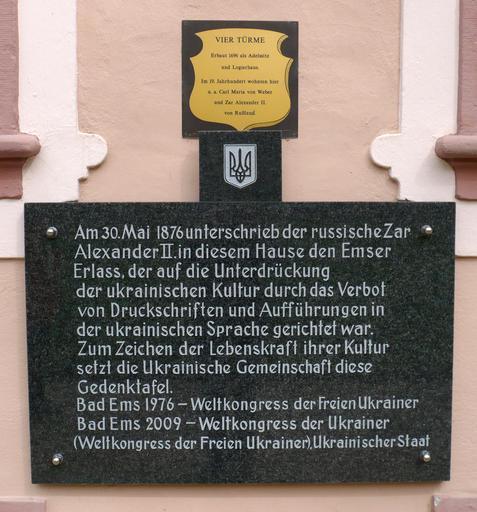 VIER TÜRME
Erbaut 1696 als Adelssitz
und Logierhaus.
Im 19. Jahrhundert wohnten hier
u. a. Carl Maria von Weber
und Zar Alexander II.
von Rußland.
Am 30. Mai 1876 unterschrieb der russische Zar
Alexander II. in diesem Hause den Emser
Erlass, der auf die Unterdrückung
der ukrainischen Kultur durch das Verbot
von Druckschriften und Aufführungen in
der ukrainischen Sprache gerichtet war.
Zum Zeichen der Lebenskraft ihrer Kultur
setzt die Ukrainische Gemeinschaft diese
Gedenktafel.
Bad Ems 1976 – Weltkongress der Freien Ukrainer
Bad Ems 2009 – Weltkongress der Ukrainer
(Weltkongress der Freien Ukrainer), Ukrainischer Staat